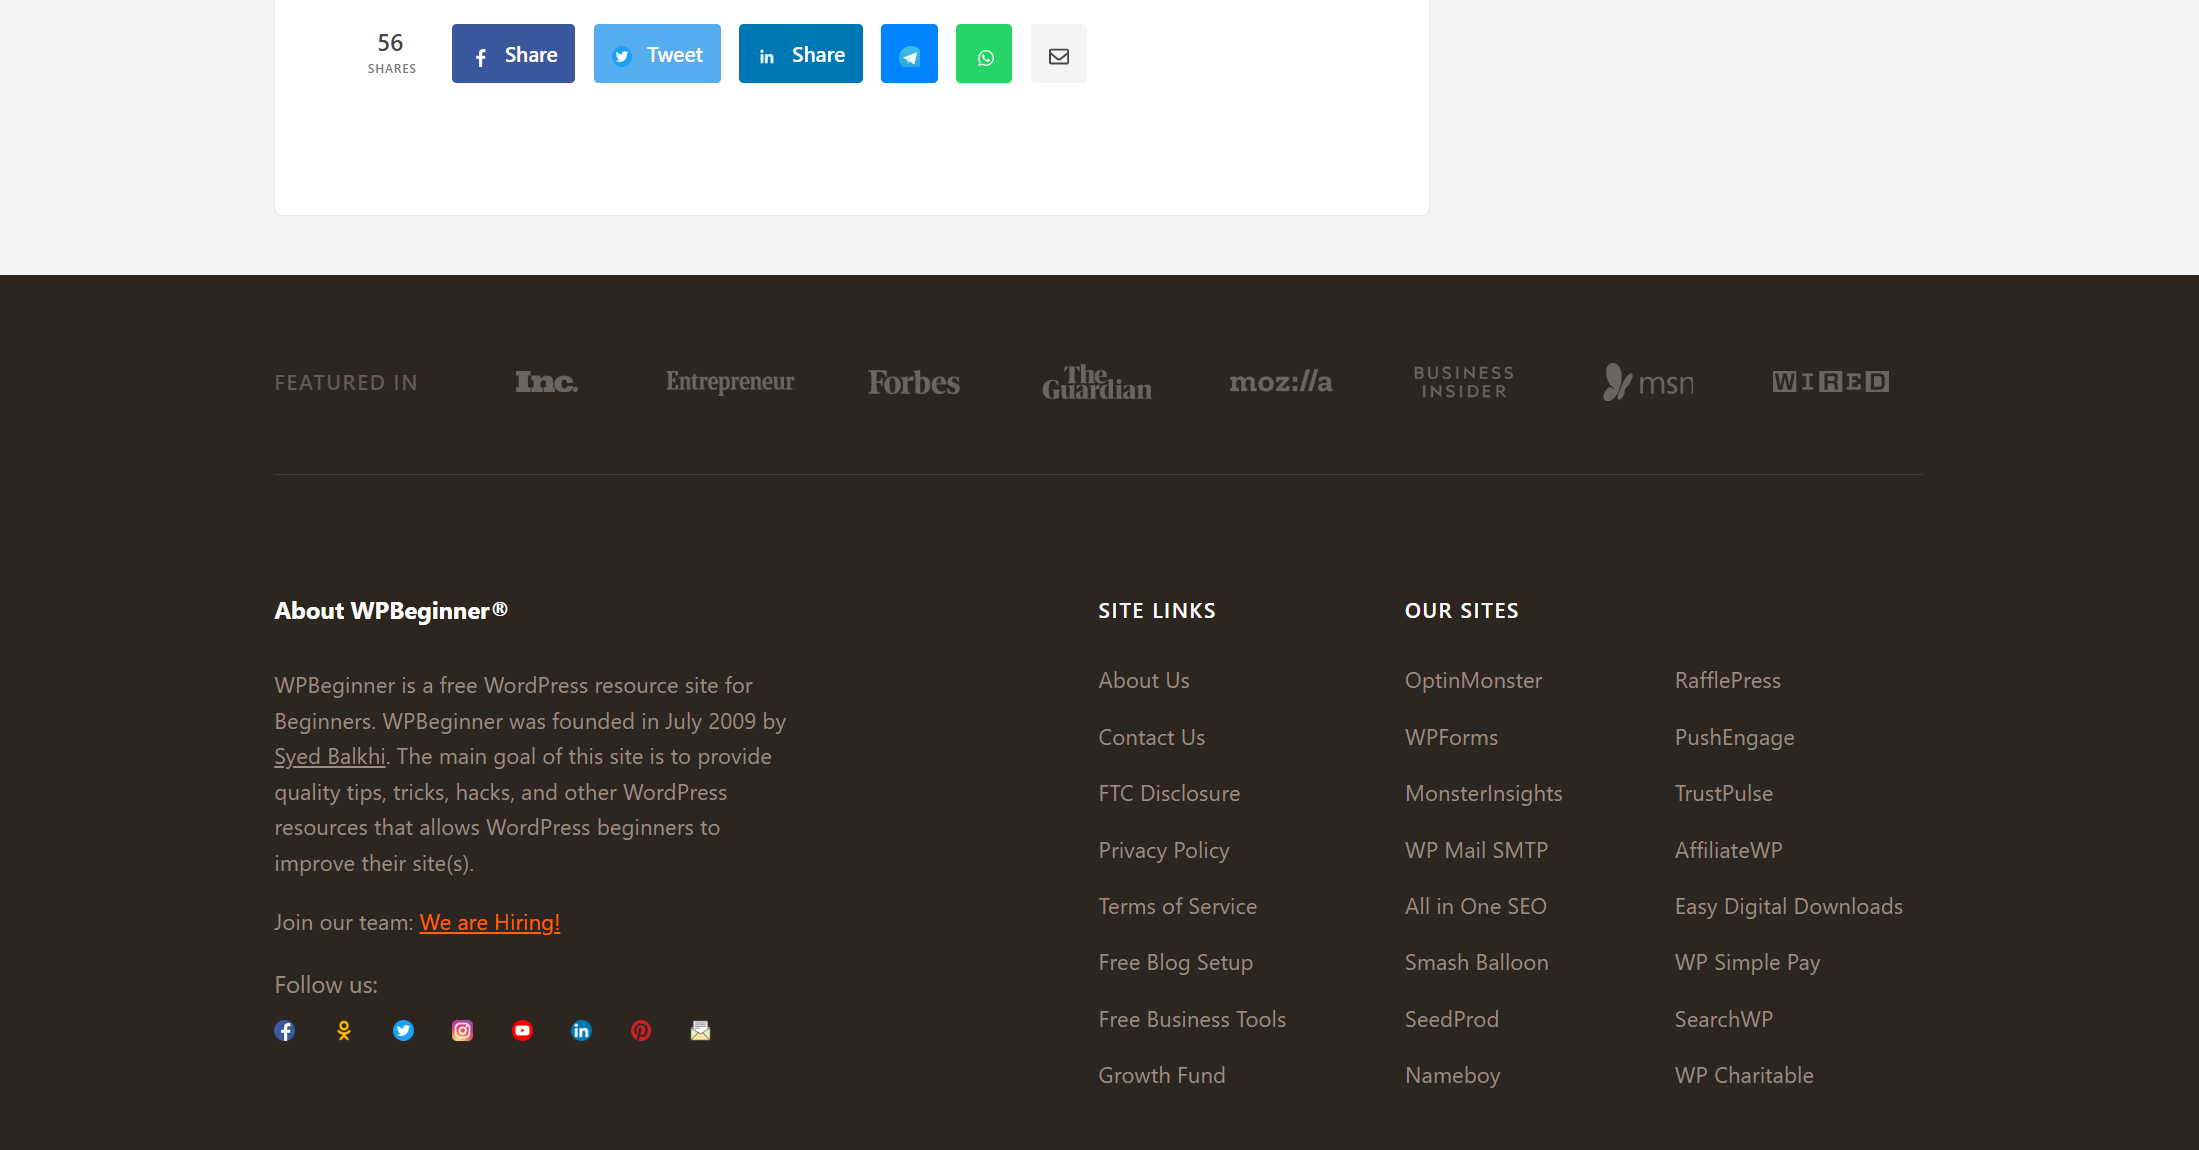 56
SHARES
Share
Tweet
Share
FEATURED IN
Inc.
Entrepreneur
Forbes
The
Guardian
moz://a
BUSINESS
INSIDER
msn
WIRED
About WPBeginner®
WPBeginner is a free WordPress resource site for
Beginners. WPBeginner was founded in July 2009 by
Syed Balkhi. The main goal of this site is to provide
quality tips, tricks, hacks, and other WordPress
resources that allows WordPress beginners to
improve their site(s).
Join our team: We are Hiring!
Follow us:
SITE LINKS
About Us
Contact Us
FTC Disclosure
Privacy Policy
Terms of Service
Free Blog Setup
Free Business Tools
Growth Fund
OUR SITES
OptinMonster
WPForms
MonsterInsights
WP Mail SMTP
All in One SEO
Smash Balloon
SeedProd
Nameboy
RafflePress
PushEngage
TrustPulse
AffiliateWP
Easy Digital Downloads
WP Simple Pay
SearchWP
WP Charitable